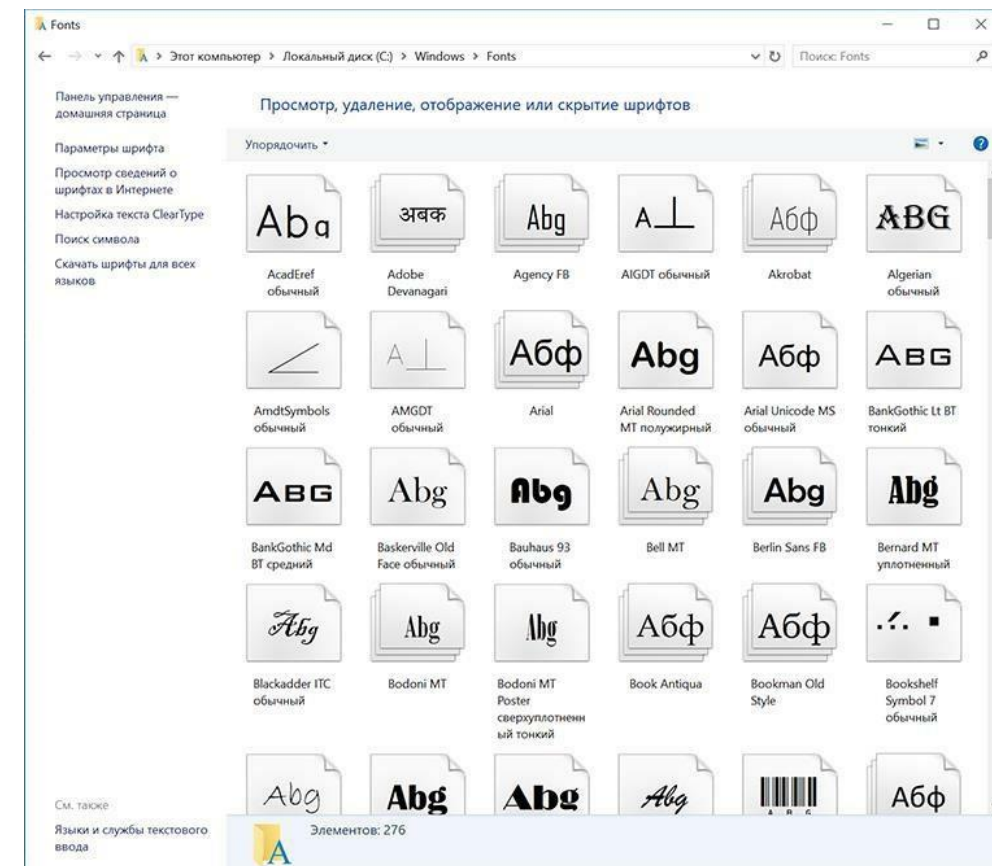 Fonts
Этот компьютер > Локальный диск (C:) > Windows > Fonts
Поиск: Fonts
Панель управления —
домашняя страница
Параметры шрифта
Просмотр сведений о
шрифтах в Интернете
Настройка текста ClearType
Поиск символа
Скачать шрифты для всех
языков
См. также
Языки и службы текстового
ввода
Просмотр, удаление, отображение или скрытие шрифтов
Упорядочить
Abg
अबक
Abg
A
Абф
ABG
AcadEref
обычный
Adobe
Devanagari
Agency FB
AIGDT обычный
Akrobat
Algerian
обычный
A
Абф
Abg
Абф
ABG
AmdtSymbols
обычный
AMGDT
обычный
Arial
Arial Rounded
MT полужирный
Arial Unicode MS
обычный
BankGothic Lt BT
тонкий
ABG
Abg
Abg
Abg
Abg
Abg
BankGothic Md
BT средний
Baskerville Old
Face обычный
Bauhaus 93
обычный
Bell MT
Berlin Sans FB
Bernard MT
уплотненный
Abg
Abg
Abg
Абф
Абф
Blackadder ITC
обычный
Bodoni MT
Bodoni MT
Poster
сверхуплотненн
ый тонкий
Book Antiqua
Bookman Old
Style
Bookshelf
Symbol 7
обычный
Abg
Abg
Abg
Abg
A B G
Абф
Элементов: 276